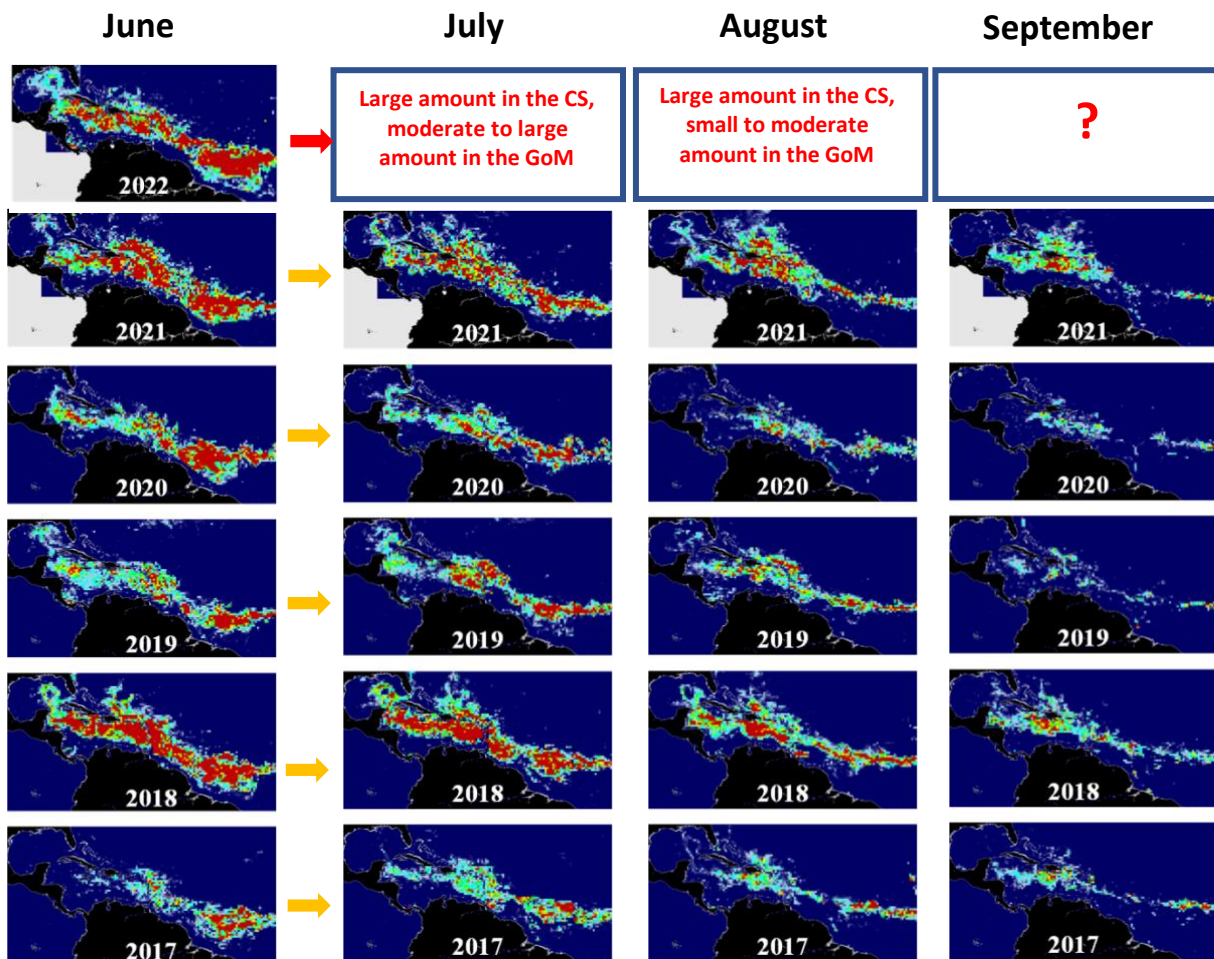 June
July
August
September
2022
Large amount in the CS,
moderate to large
amount in the GoM
Large amount in the CS,
small to moderate
amount in the GoM
?
2021
2021
2021
2021
2020
2020
2020
2020
2019
2019
2019
2019
2018
2018
2018
2018
2017
2017
2017
2017